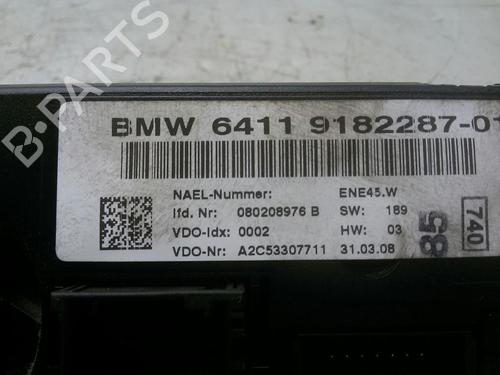 BMW 6411 9182287-01
NAEL-Nummer: ENE45.W
lfd. Nr: 080208976 B SW: 189
VDO-Idx: 0002 HW: 03
VDO-Nr: A2C53307711 31.03.08
85
740
B-PARTS